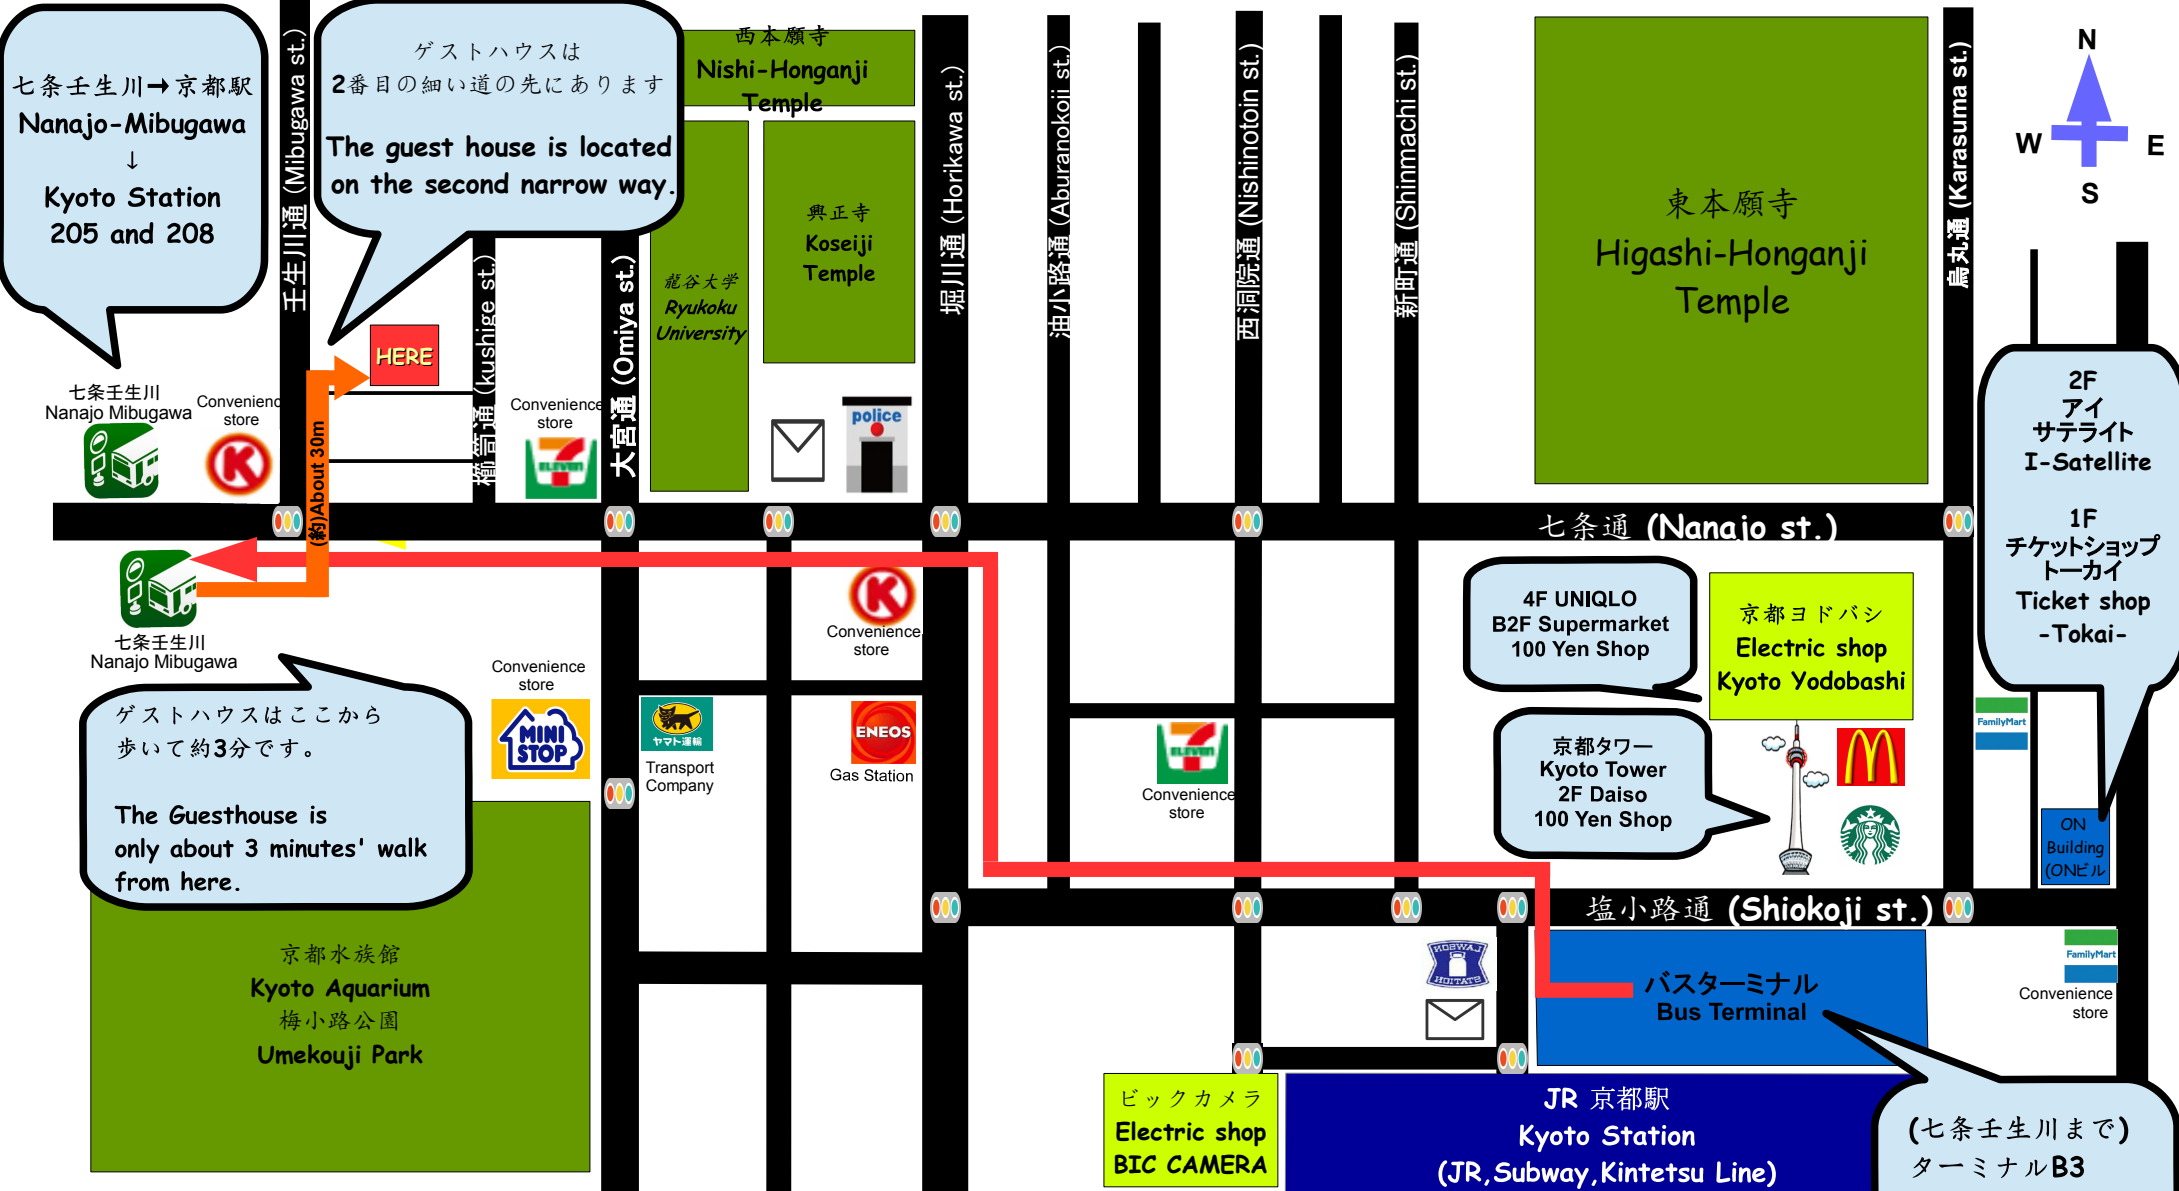 七条壬生川→京都駅
Nanajo-Mibugawa
↓
Kyoto Station
205 and 208
壬生川通 (Mibugawa st.)
ゲストハウスは
2番目の細い道の先にあります
The guest house is located
on the second narrow way.
西本願寺
Nishi-Honganji
Temple
興正寺
Koseiji
Temple
龍谷大学
Ryukoku
University
堀川通 (Horikawa st.)
油小路通 (Aburanokoji st.)
西洞院通 (Nishinotoin st.)
新町通 (Shinmachi st.)
東本願寺
Higashi-Honganji
Temple
烏丸通 (Karasuma st.)
N
W E
S
HERE
櫛笥通 (kushige st.)
大宮通 (Omiya st.)
七条壬生川
Nanajo Mibugawa
Convenienc
store
K
(約)About 30m
Convenience
store
ELEVEN
police
2F
アイ
サテライト
I-Satellite
1F
チケットショップ
トーカイ
Ticket shop
-Tokai-
七条通 (Nanajo st.)
七条壬生川
Nanajo Mibugawa
K
Convenience
store
4F UNIQLO
B2F Supermarket
100 Yen Shop
京都ヨドバシ
Electric shop
Kyoto Yodobashi
ゲストハウスはここから
歩いて約3分です。
The Guesthouse is
only about 3 minutes' walk
from here.
Convenience
store
MINI
STOP
ヤマト運輸
Transport
Company
ENEOS
Gas Station
ELEVEN
Convenience
store
京都タワー
Kyoto Tower
2F Daiso
100 Yen Shop
FamilyMart
ON
Building
(ONビル
塩小路通 (Shiokoji st.)
京都水族館
Kyoto Aquarium
梅小路公園
Umekouji Park
LAWSON
STATION
バスターミナル
Bus Terminal
FamilyMart
Convenience
store
ビックカメラ
Electric shop
BIC CAMERA
JR 京都駅
Kyoto Station
(JR,Subway,Kintetsu Line)
(七条壬生川まで)
ターミナルB3